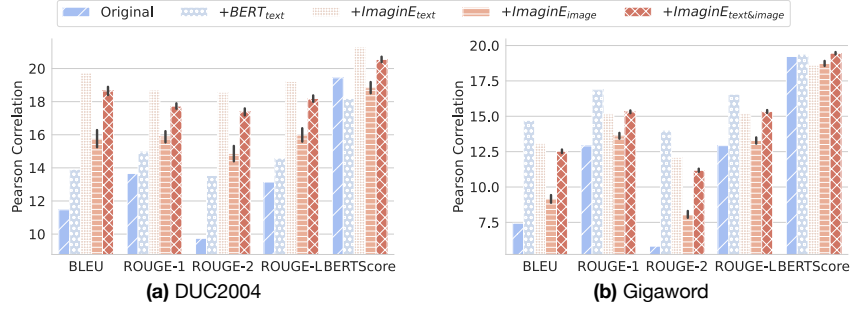 Original +BERT_text +ImaginE_text +ImaginE_image +ImaginE_text&image
Pearson Correlation
20
18
16
14
12
10
BLEU ROUGE-1 ROUGE-2 ROUGE-L BERTScore
(a) DUC2004
Pearson Correlation
20.0
17.5
15.0
12.5
10.0
7.5
BLEU ROUGE-1 ROUGE-2 ROUGE-L BERTScore
(b) Gigaword